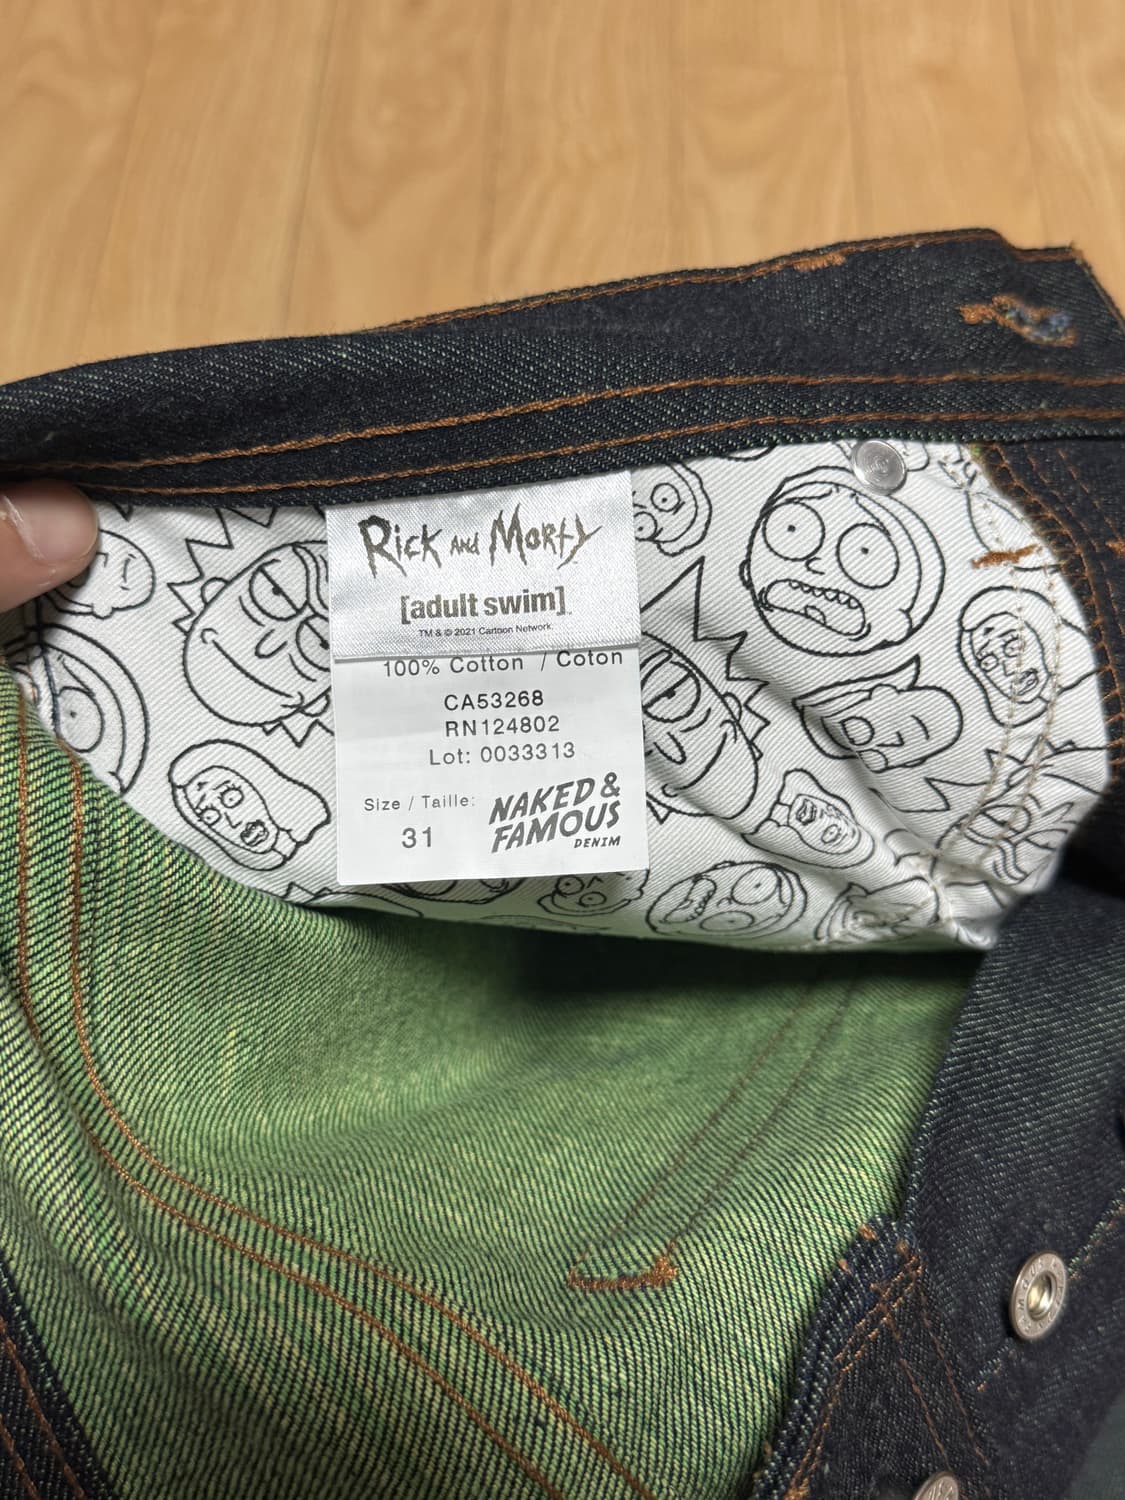 Rick AND Morty
[adult swim].
TM & © 2021 Cartoon Network.
100% Cotton / Coton
CA53268
RN124802
Lot: 0033313
Size / Taille:
31
NAKED &
FAMOUS
DENIM